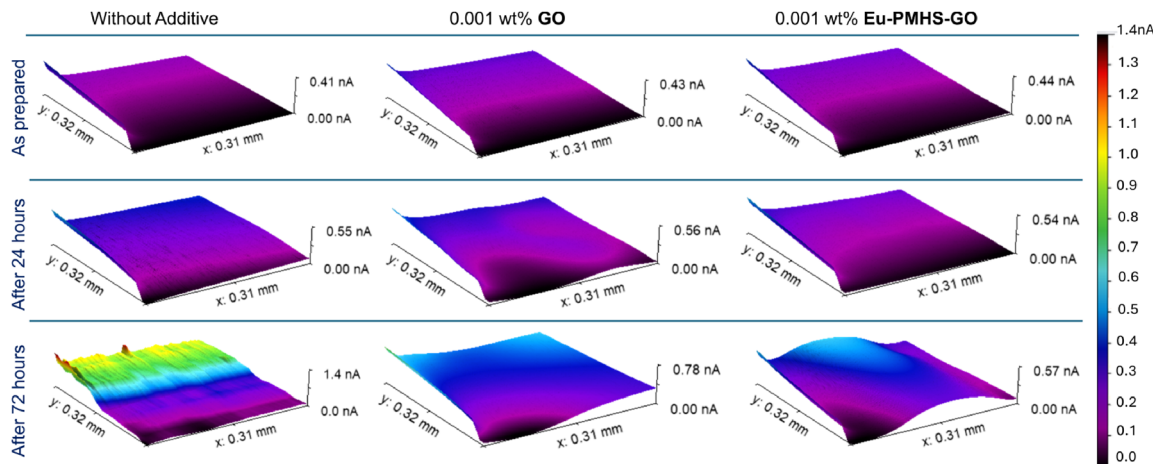 Without Additive
0.001 wt% GO
0.001 wt% Eu-PMHS-GO
As prepared
y: 0.32 mm
x: 0.31 mm
0.41 nA
0.00 nA
y: 0.32 mm
x: 0.31 mm
0.43 nA
0.00 nA
y: 0.32 mm
x: 0.31 mm
0.44 nA
0.00 nA
After 24 hours
y: 0.32 mm
x: 0.31 mm
0.55 nA
0.00 nA
y: 0.32 mm
x: 0.31 mm
0.56 nA
0.00 nA
y: 0.32 mm
x: 0.31 mm
0.54 nA
0.00 nA
After 72 hours
y: 0.32 mm
x: 0.31 mm
1.4 nA
0.0 nA
y: 0.32 mm
x: 0.31 mm
0.78 nA
0.00 nA
y: 0.32 mm
x: 0.31 mm
0.57 nA
0.00 nA
1.4nA
1.3
1.2
1.1
1.0
0.9
0.8
0.7
0.6
0.5
0.4
0.3
0.2
0.1
0.0